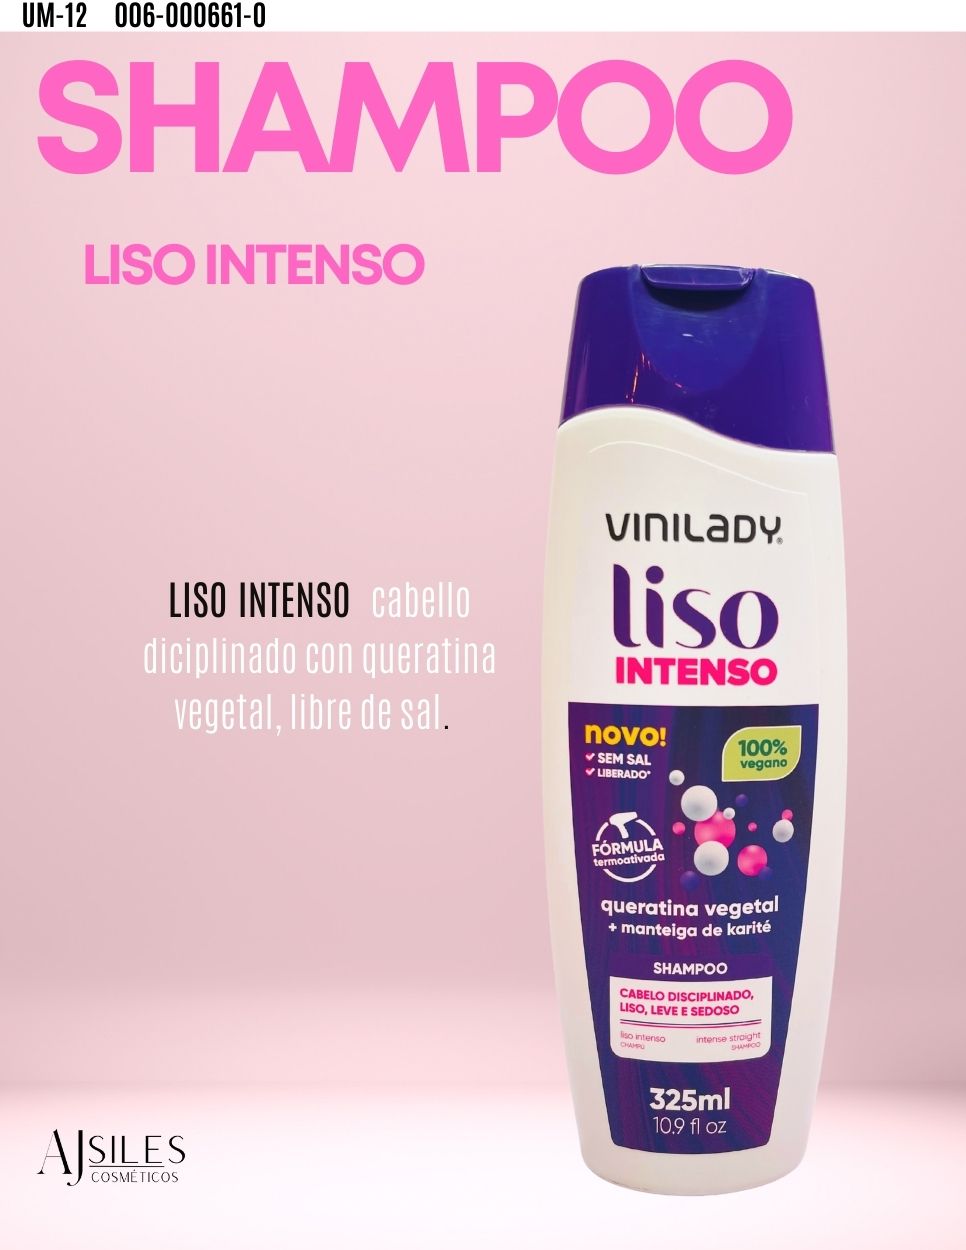 UM-12 006-000661-0
SHAMPOO
LISO INTENSO
LISO INTENSO cabello
diciplinado con queratina
vegetal, libre de sal.
VINILADY®
liso
INTENSO
novo!
SEM SAL
LIBERADO*
100%
vegano
FÓRMULA
termoativada
queratina vegetal
+ manteiga de karité
SHAMPOO
CABELO DISCIPLINADO,
LISO, LEVE E SEDOSO
liso intenso intense straight
CHAMPÚ SHAMPOO
325ml
10.9 fl oz
AJSILES
COSMÉTICOS